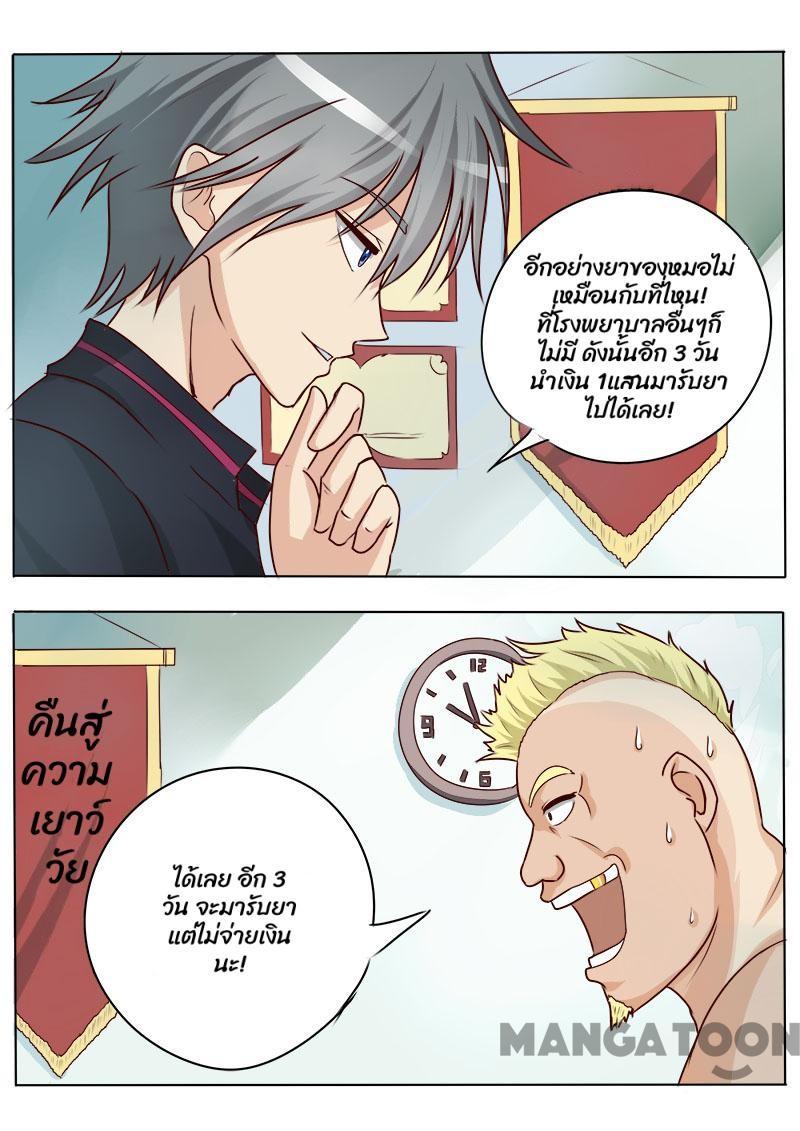 อีกอย่างยาของหมอไม่
เหมือนกับที่ไหน!
ที่โรงพยาบาลอื่นๆก็
ไม่มี ดังนั้นอีก 3 วัน
นำเงิน 1แสนมารับยา
ไปได้เลย!
คืนสู่
ความ
เยาว์
วัย
12
9
6
ได้เลย อีก 3
วัน จะมารับยา
แต่ไม่จ่ายเงิน
นะ!
MANGATOON